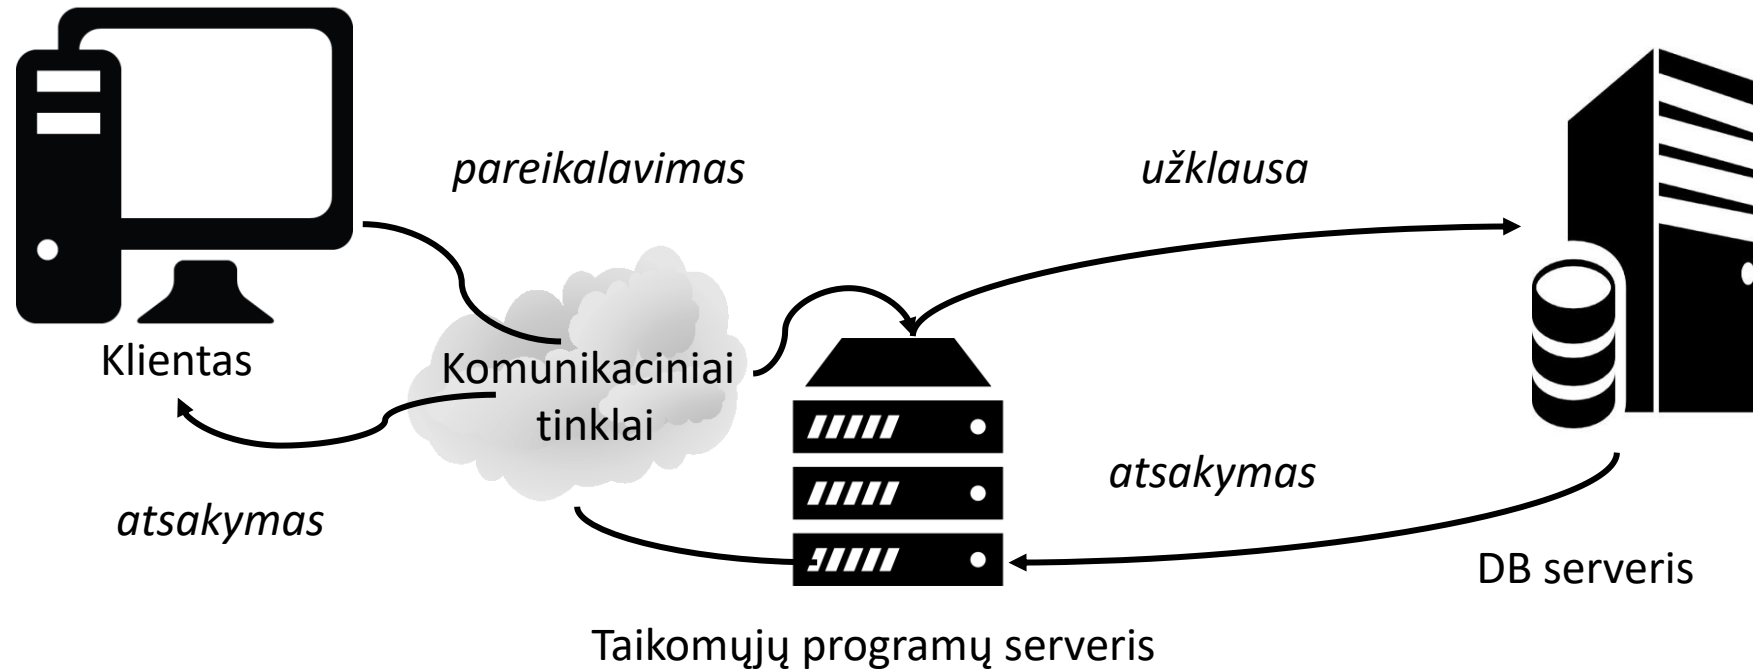 pareikalavimas
užklausa
Klientas
Komunikaciniai
tinklai
atsakymas
atsakymas
DB serveris
Taikomųjų programų serveris